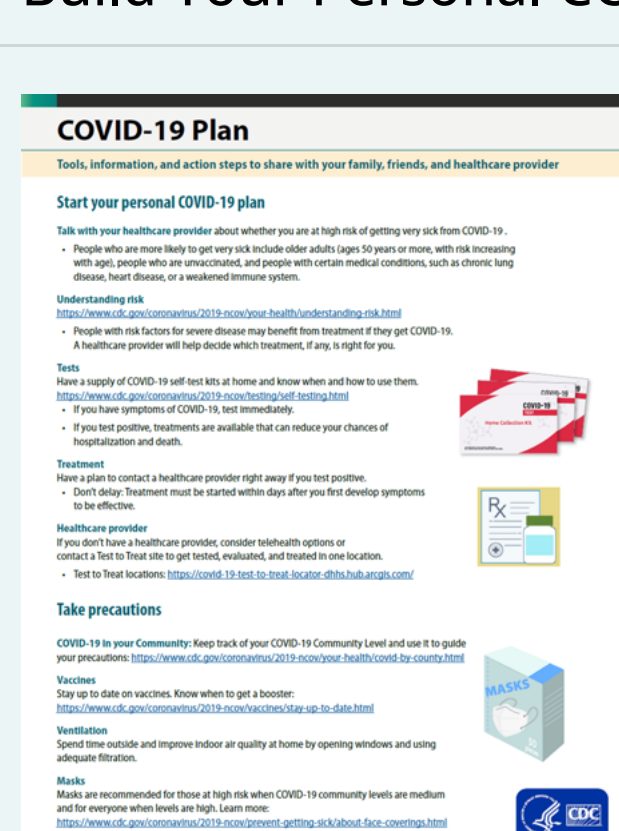 Build Your Personal CO
COVID-19 Plan
Tools, information, and action steps to share with your family, friends, and healthcare provider
Start your personal COVID-19 plan
Talk with your healthcare provider about whether you are at high risk of getting very sick from COVID-19 .
• People who are more likely to get very sick include older adults (ages 50 years or more, with risk increasing
with age), people who are unvaccinated, and people with certain medical conditions, such as chronic lung
disease, heart disease, or a weakened immune system.
Understanding risk
https://www.cdc.gov/coronavirus/2019-ncov/your-health/understanding-risk.html
• People with risk factors for severe disease may benefit from treatment if they get COVID-19.
A healthcare provider will help decide which treatment, if any, is right for you.
Tests
Have a supply of COVID-19 self-test kits at home and know when and how to use them.
https://www.cdc.gov/coronavirus/2019-ncov/testing/self-testing.html
• If you have symptoms of COVID-19, test immediately.
• If you test positive, treatments are available that can reduce your chances of
hospitalization and death.
COVID-19
COVID-19
Home Collection Kit
Treatment
Have a plan to contact a healthcare provider right away if you test positive.
• Don't delay: Treatment must be started within days after you first develop symptoms
to be effective.
Rx
Healthcare provider
If you don't have a healthcare provider, consider telehealth options or
contact a Test to Treat site to get tested, evaluated, and treated in one location.
• Test to Treat locations: https://covid-19-test-to-treat-locator-dhhs.hub.arcgis.com/
Take precautions
COVID-19 in your Community: Keep track of your COVID-19 Community Level and use it to guide
your precautions: https://www.cdc.gov/coronavirus/2019-ncov/your-health/covid-by-county.html
Vaccines
Stay up to date on vaccines. Know when to get a booster:
https://www.cdc.gov/coronavirus/2019-ncov/vaccines/stay-up-to-date.html
MASKS
50
Ventilation
Spend time outside and improve indoor air quality at home by opening windows and using
adequate filtration.
Masks
Masks are recommended for those at high risk when COVID-19 community levels are medium
and for everyone when levels are high. Learn more:
https://www.cdc.gov/coronavirus/2019-ncov/prevent-getting-sick/about-face-coverings.html
CDC